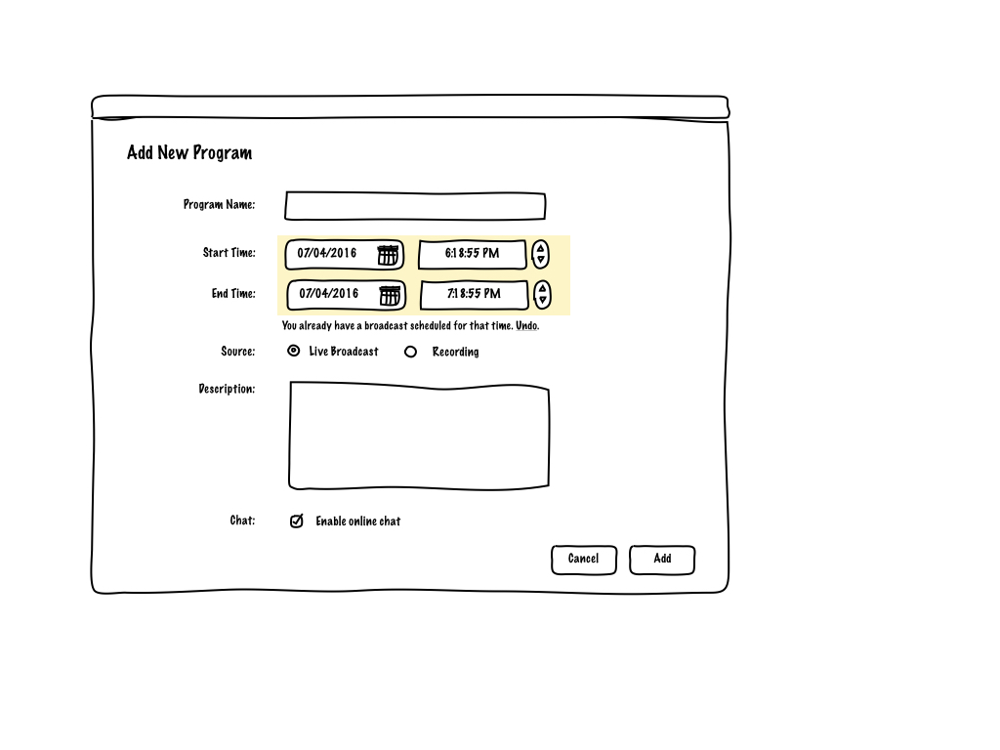 Add New Program
Program Name:
Start Time: 07/04/2016 6:18:55 PM
End Time: 07/04/2016 7:18:55 PM
You already have a broadcast scheduled for that time. Undo.
Source: Live Broadcast Recording
Description:
Chat: Enable online chat
Cancel Add